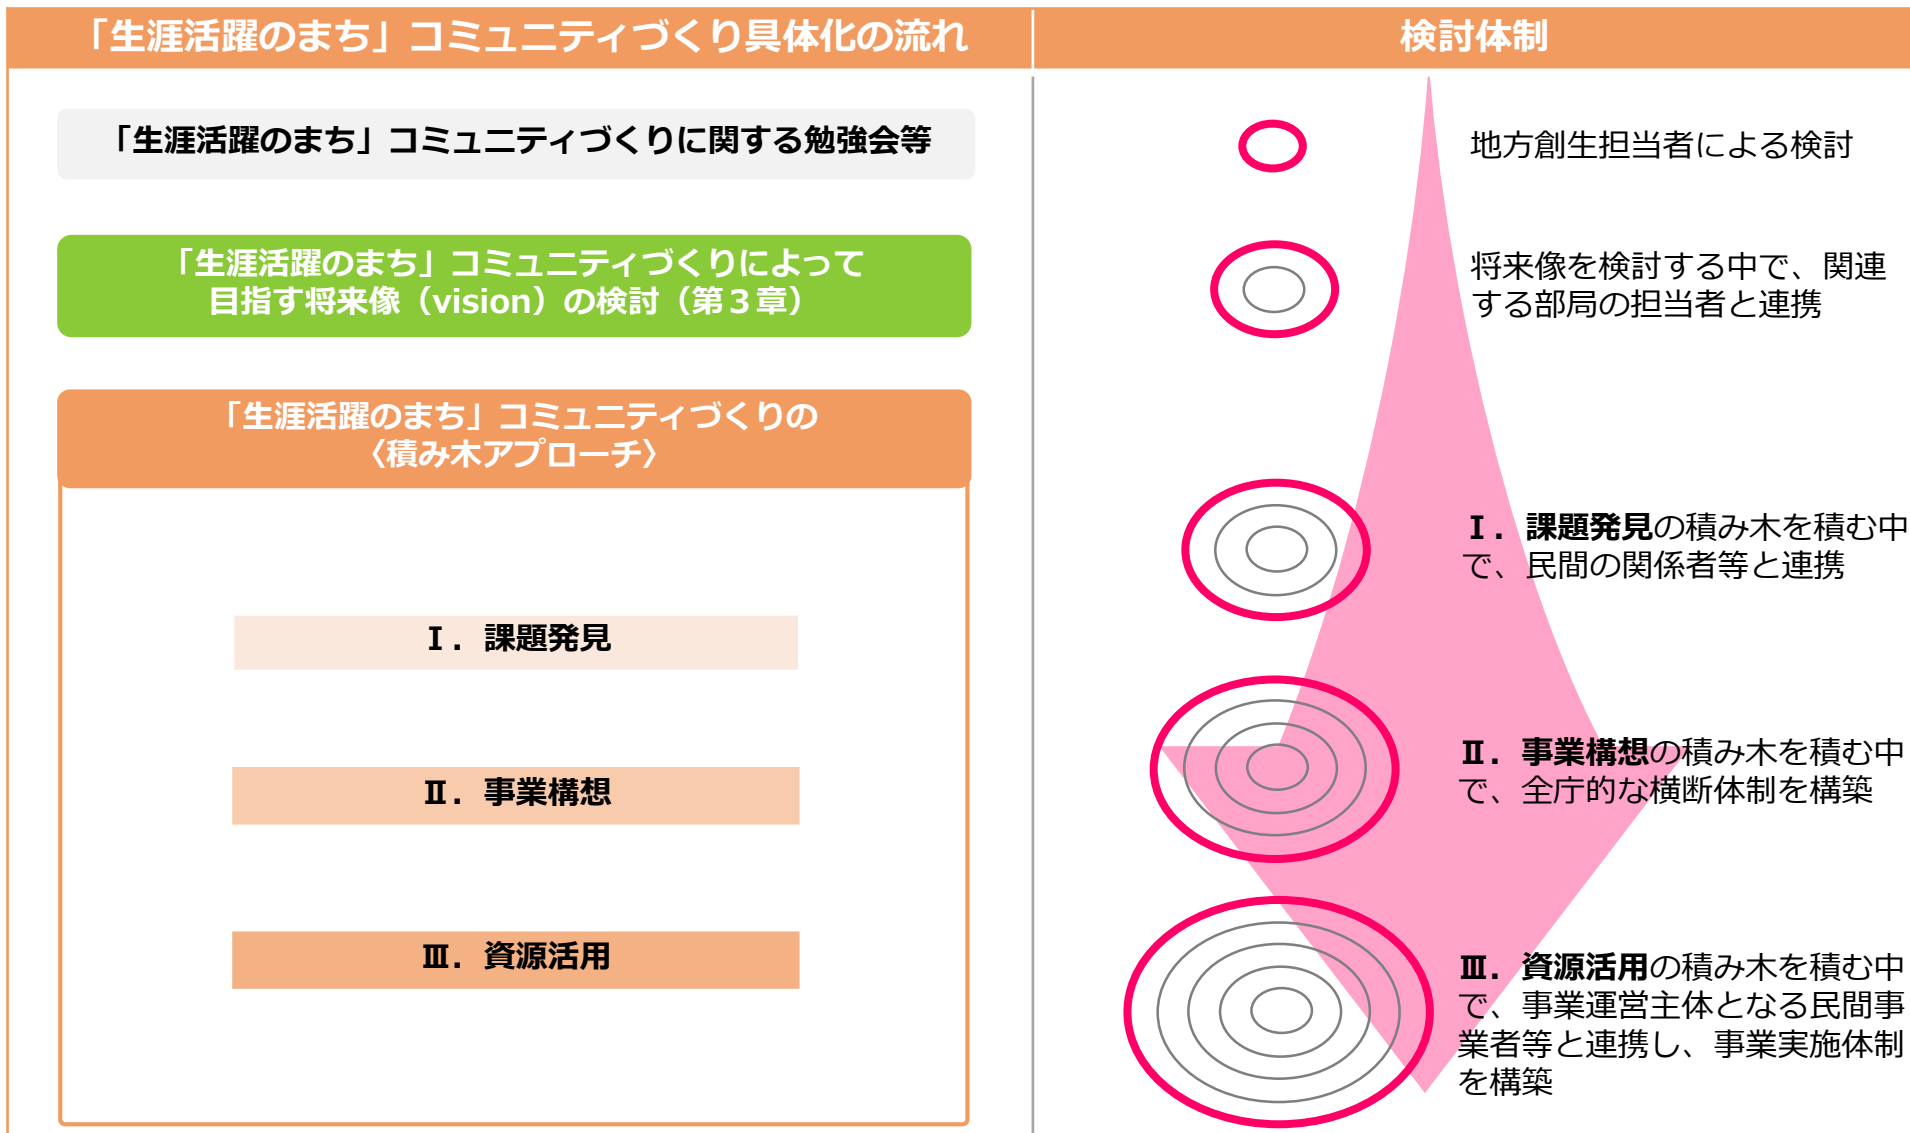 「生涯活躍のまち」コミュニティづくり具体化の流れ
検討体制
「生涯活躍のまち」コミュニティづくりに関する勉強会等
地方創生担当者による検討
「生涯活躍のまち」コミュニティづくりによって
目指す将来像（vision）の検討（第３章）
将来像を検討する中で、関連
する部局の担当者と連携
「生涯活躍のまち」コミュニティづくりの
〈積み木アプローチ〉
Ⅰ．課題発見の積み木を積む中
で、民間の関係者等と連携
Ⅰ．課題発見
Ⅱ．事業構想の積み木を積む中
で、全庁的な横断体制を構築
Ⅱ．事業構想
Ⅲ．資源活用
Ⅲ．資源活用の積み木を積む中
で、事業運営主体となる民間事
業者等と連携し、事業実施体制
を構築